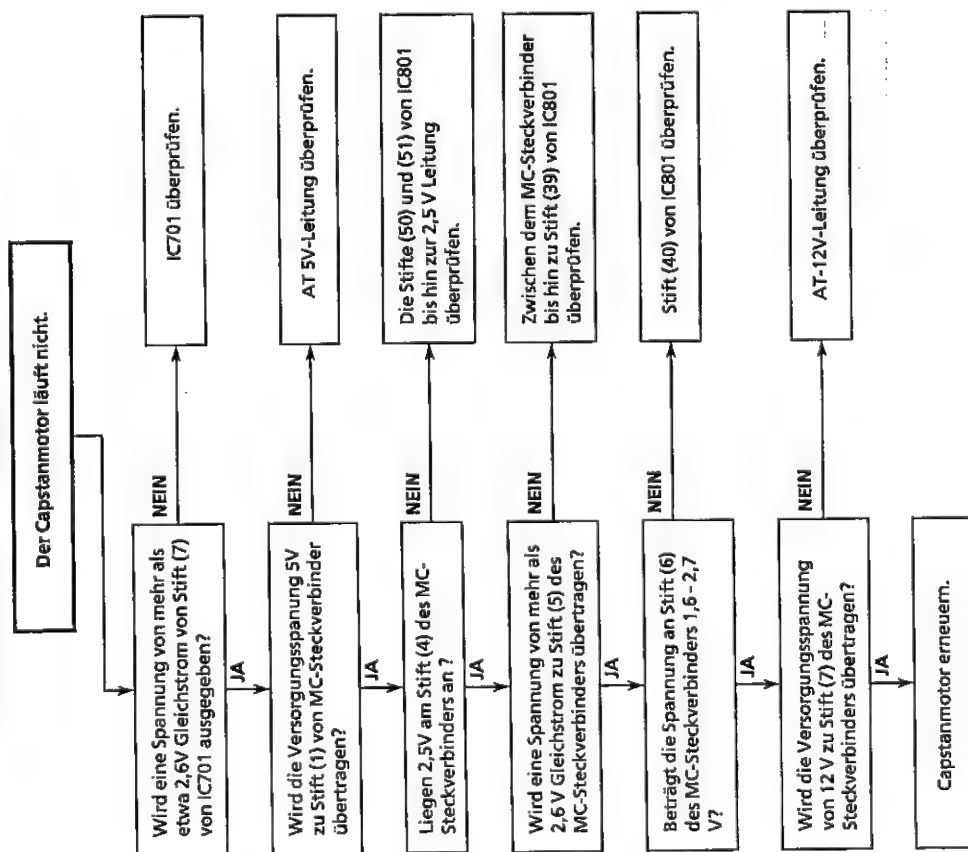 Der Capstanmotor läuft nicht.
Wird eine Spannung von mehr als
etwa 2,6V Gleichstrom von Stift (7)
von IC701 ausgegeben?
NEIN
IC701 überprüfen.
JA
Wird die Versorgungsspannung 5V
zu Stift (1) von MC-Steckverbinder
übertragen?
NEIN
AT 5V-Leitung überprüfen.
JA
Liegen 2,5V am Stift (4) des MC-
Steckverbinders an ?
NEIN
Die Stifte (50) und (51) von IC801
bis hin zur 2,5 V Leitung
überprüfen.
JA
Wird eine Spannung von mehr als
2,6 V Gleichstrom zu Stift (5) des
MC-Steckverbinders übertragen?
NEIN
Zwischen dem MC-Steckverbinder
bis hin zu Stift (39) von IC801
überprüfen.
JA
Beträgt die Spannung an Stift (6)
des MC-Steckverbinders 1,6 - 2,7
V?
NEIN
Stift (40) von IC801 überprüfen.
JA
Wird die Versorgungsspannung
von 12 V zu Stift (7) des MC-
Steckverbinders übertragen?
NEIN
AT-12V-Leitung überprüfen.
JA
Capstanmotor erneuern.